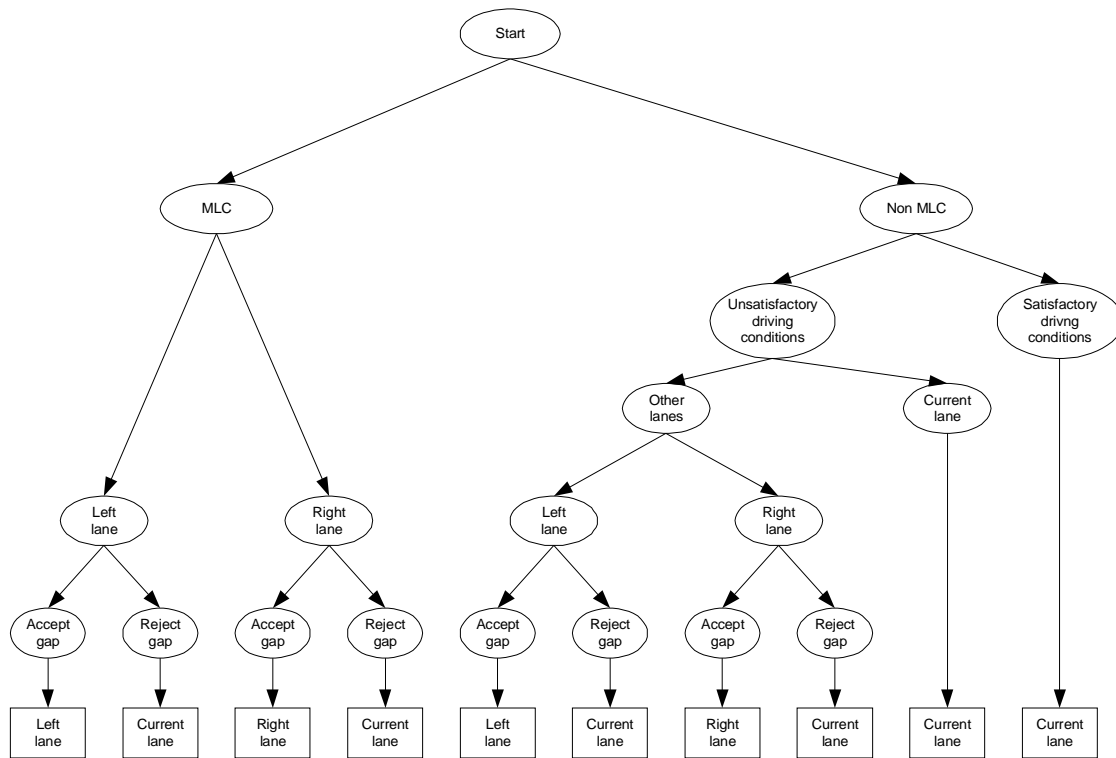 Start
MLC
Non MLC
Unsatisfactory
driving
conditions
Satisfactory
drivng
conditions
Other
lanes
Current
lane
Left
lane
Right
lane
Left
lane
Right
lane
Accept
gap
Reject
gap
Accept
gap
Reject
gap
Accept
gap
Reject
gap
Accept
gap
Reject
gap
Left
lane
Current
lane
Right
lane
Current
lane
Left
lane
Current
lane
Right
lane
Current
lane
Current
lane
Current
lane